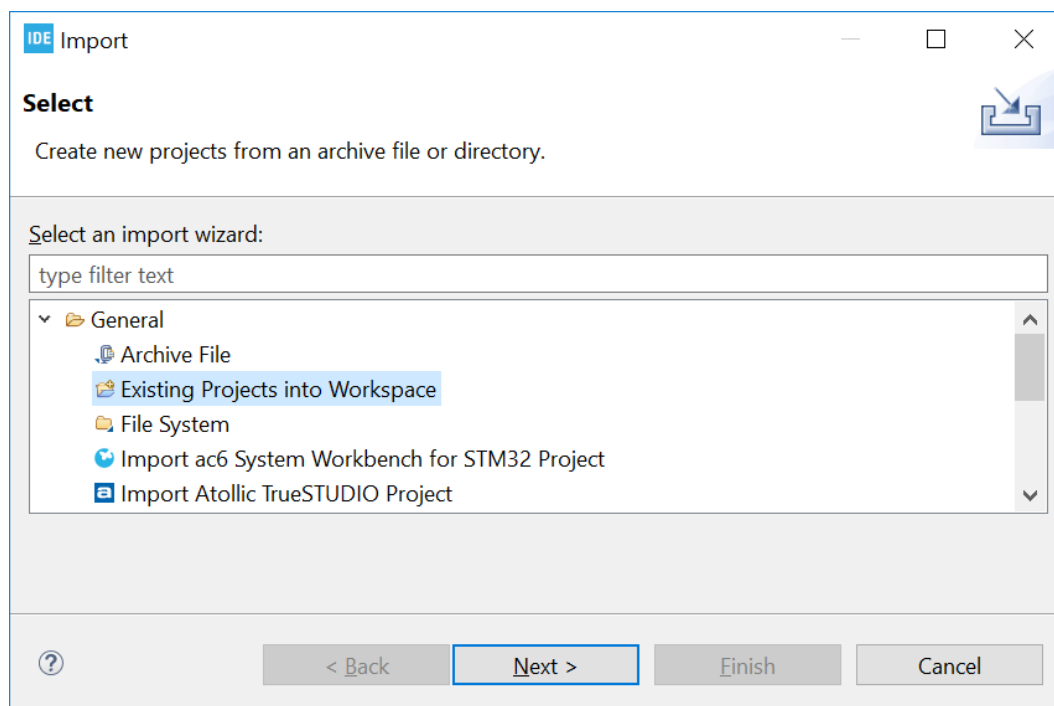 IDE Import
Select
Create new projects from an archive file or directory.
Select an import wizard:
type filter text
General
Archive File
Existing Projects into Workspace
File System
Import ac6 System Workbench for STM32 Project
a Import Atollic TrueSTUDIO Project
? < Back Next > Finish Cancel